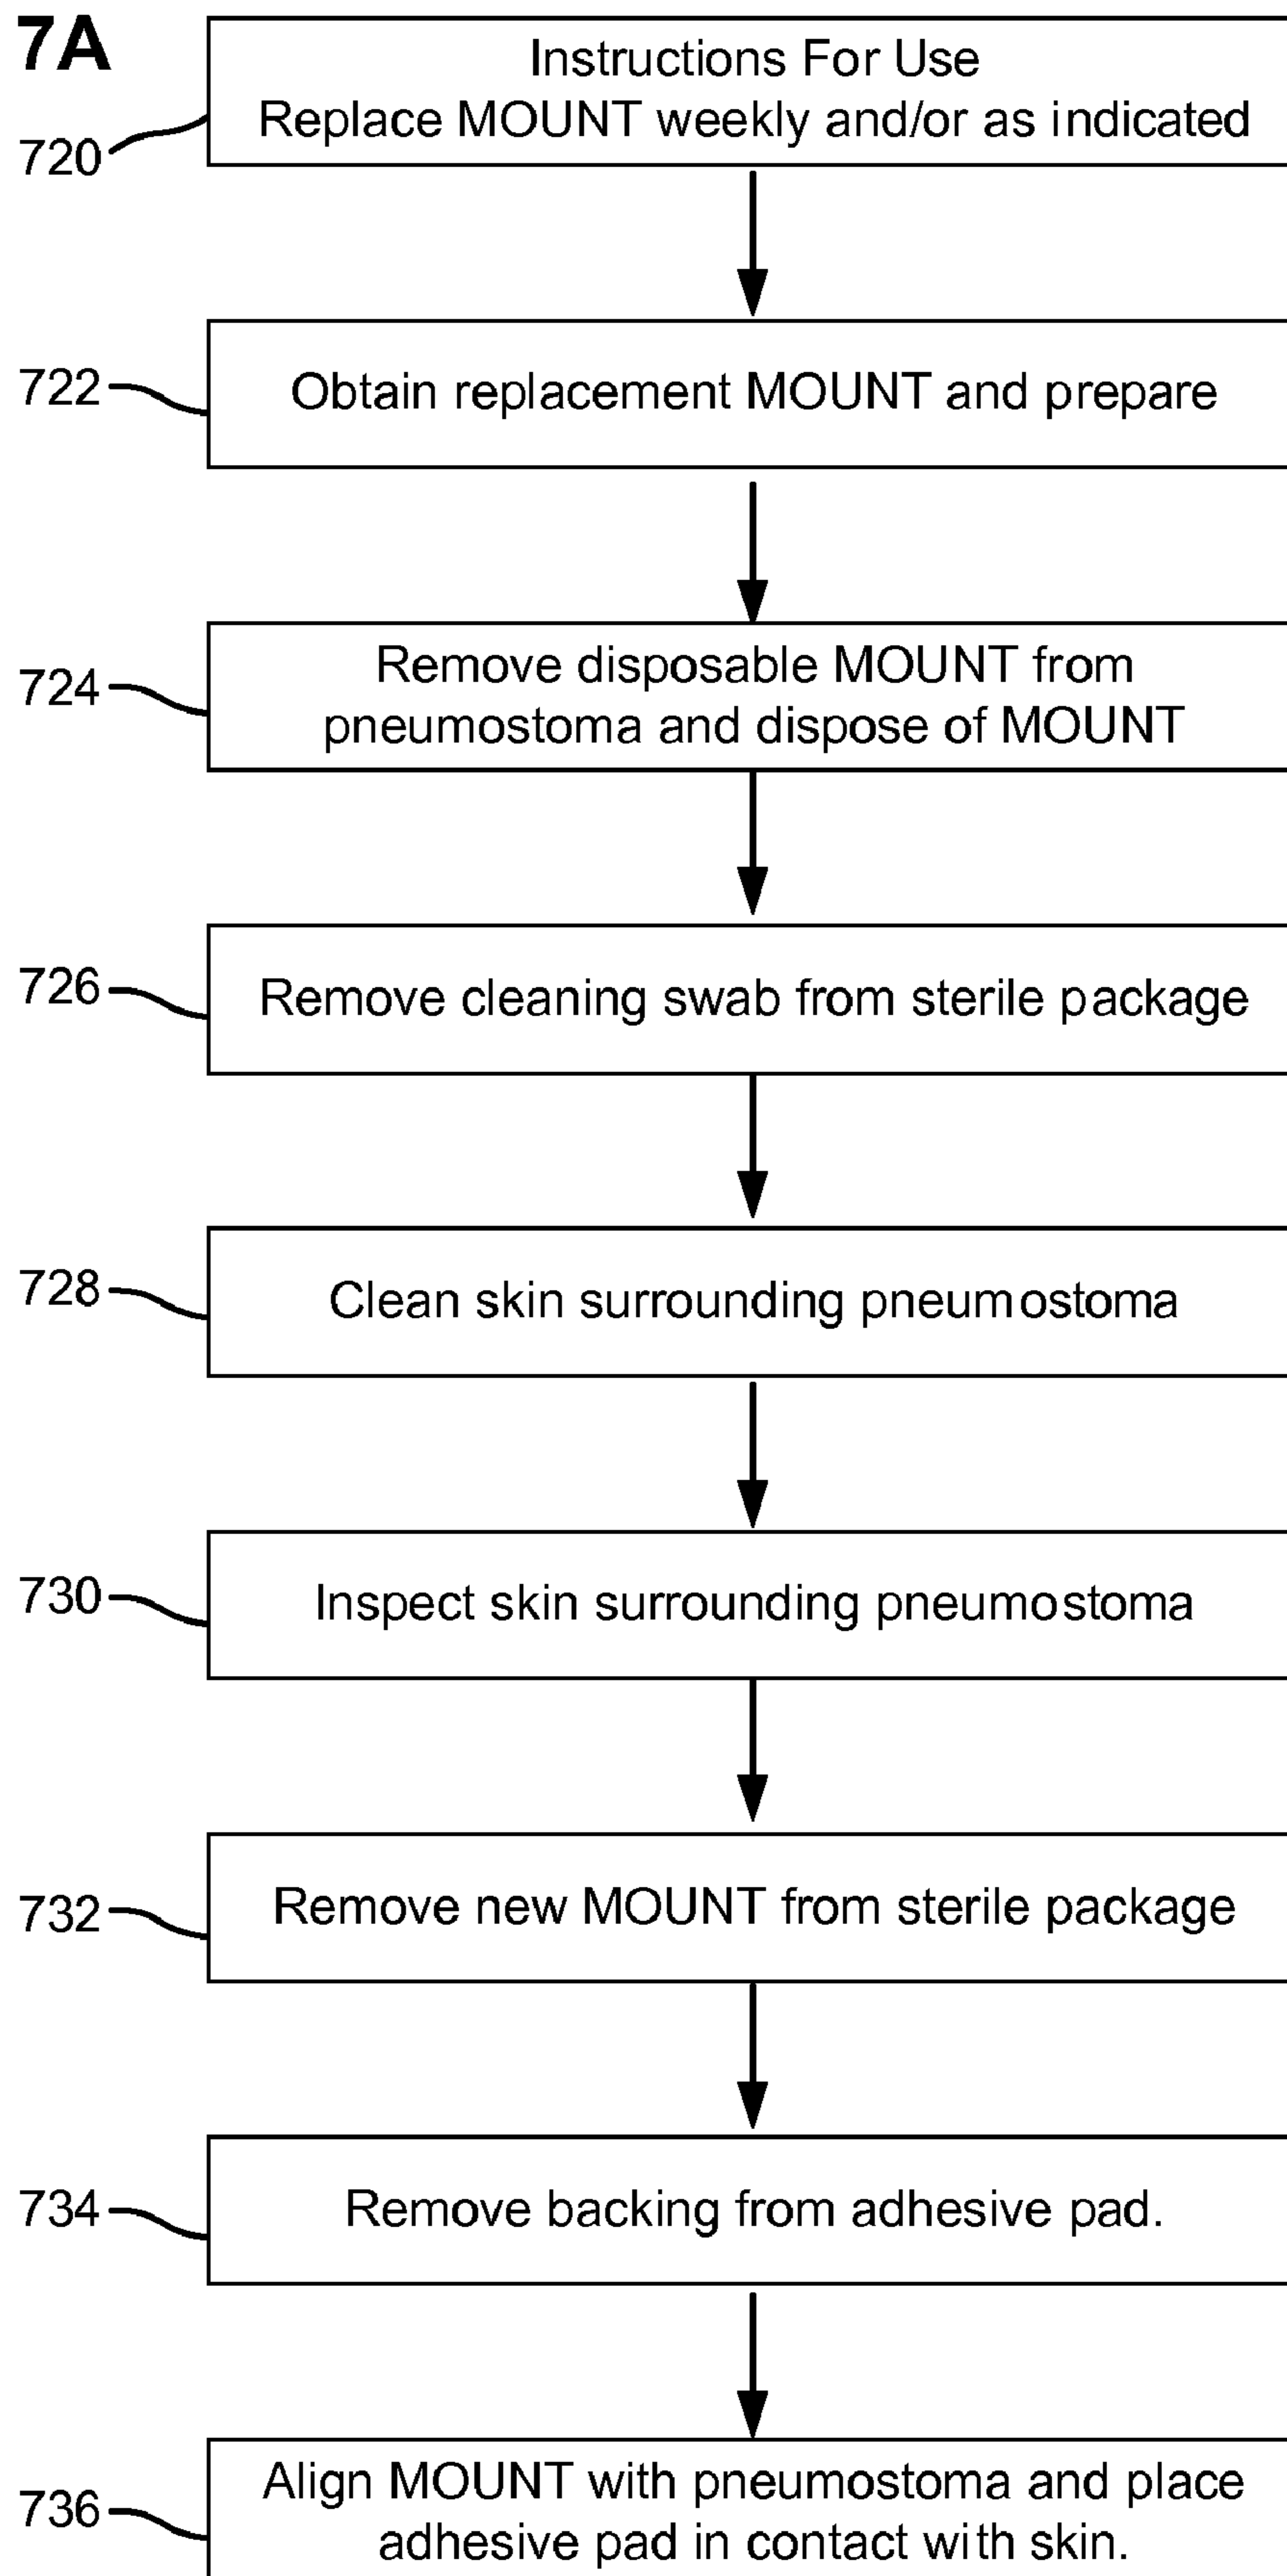 7A
Instructions For Use
Replace MOUNT weekly and/or as indicated
720
722
Obtain replacement MOUNT and prepare
724
Remove disposable MOUNT from
pneumostoma and dispose of MOUNT
726
Remove cleaning swab from sterile package
728
Clean skin surrounding pneumostoma
730
Inspect skin surrounding pneumostoma
732
Remove new MOUNT from sterile package
734
Remove backing from adhesive pad.
736
Align MOUNT with pneumostoma and place
adhesive pad in contact with skin.